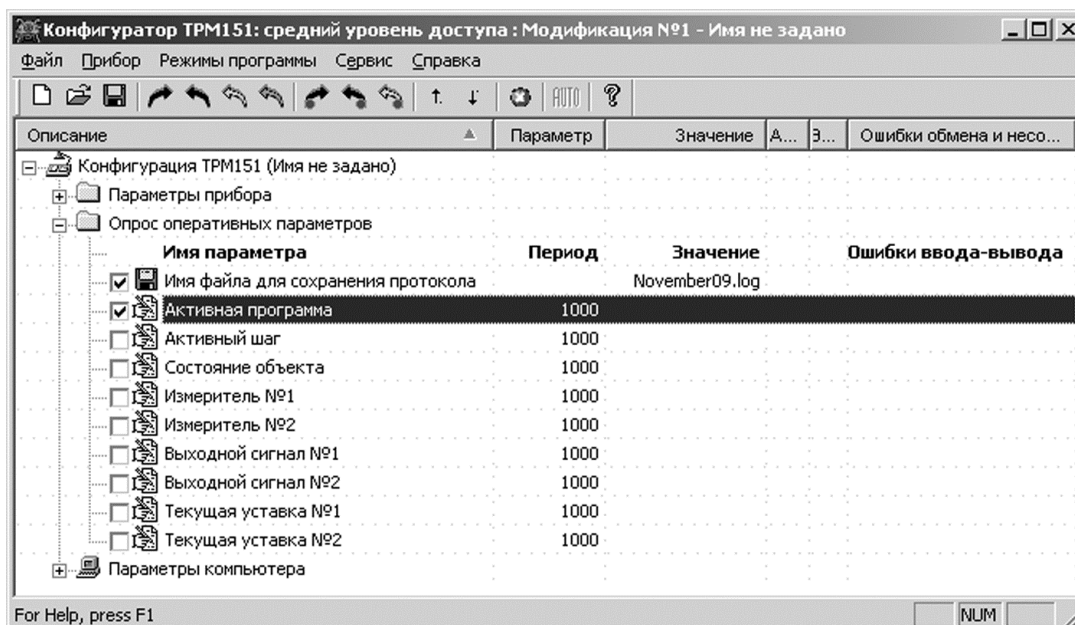 Конфигуратор ТРМ151: средний уровень доступа : Модификация №1 - Имя не задано
Файл Прибор Режимы программы Сервис Справка
AUTO
Описание Параметр Значение А... З... Ошибки обмена и несо...
Конфигурация ТРМ151 (Имя не задано)
Параметры прибора
Опрос оперативных параметров
Имя параметра Период Значение Ошибки ввода-вывода
Имя файла для сохранения протокола November09.log
Активная программа 1000
Активный шаг 1000
Состояние объекта 1000
Измеритель №1 1000
Измеритель №2 1000
Выходной сигнал №1 1000
Выходной сигнал №2 1000
Текущая уставка №1 1000
Текущая уставка №2 1000
Параметры компьютера
For Help, press F1 NUM